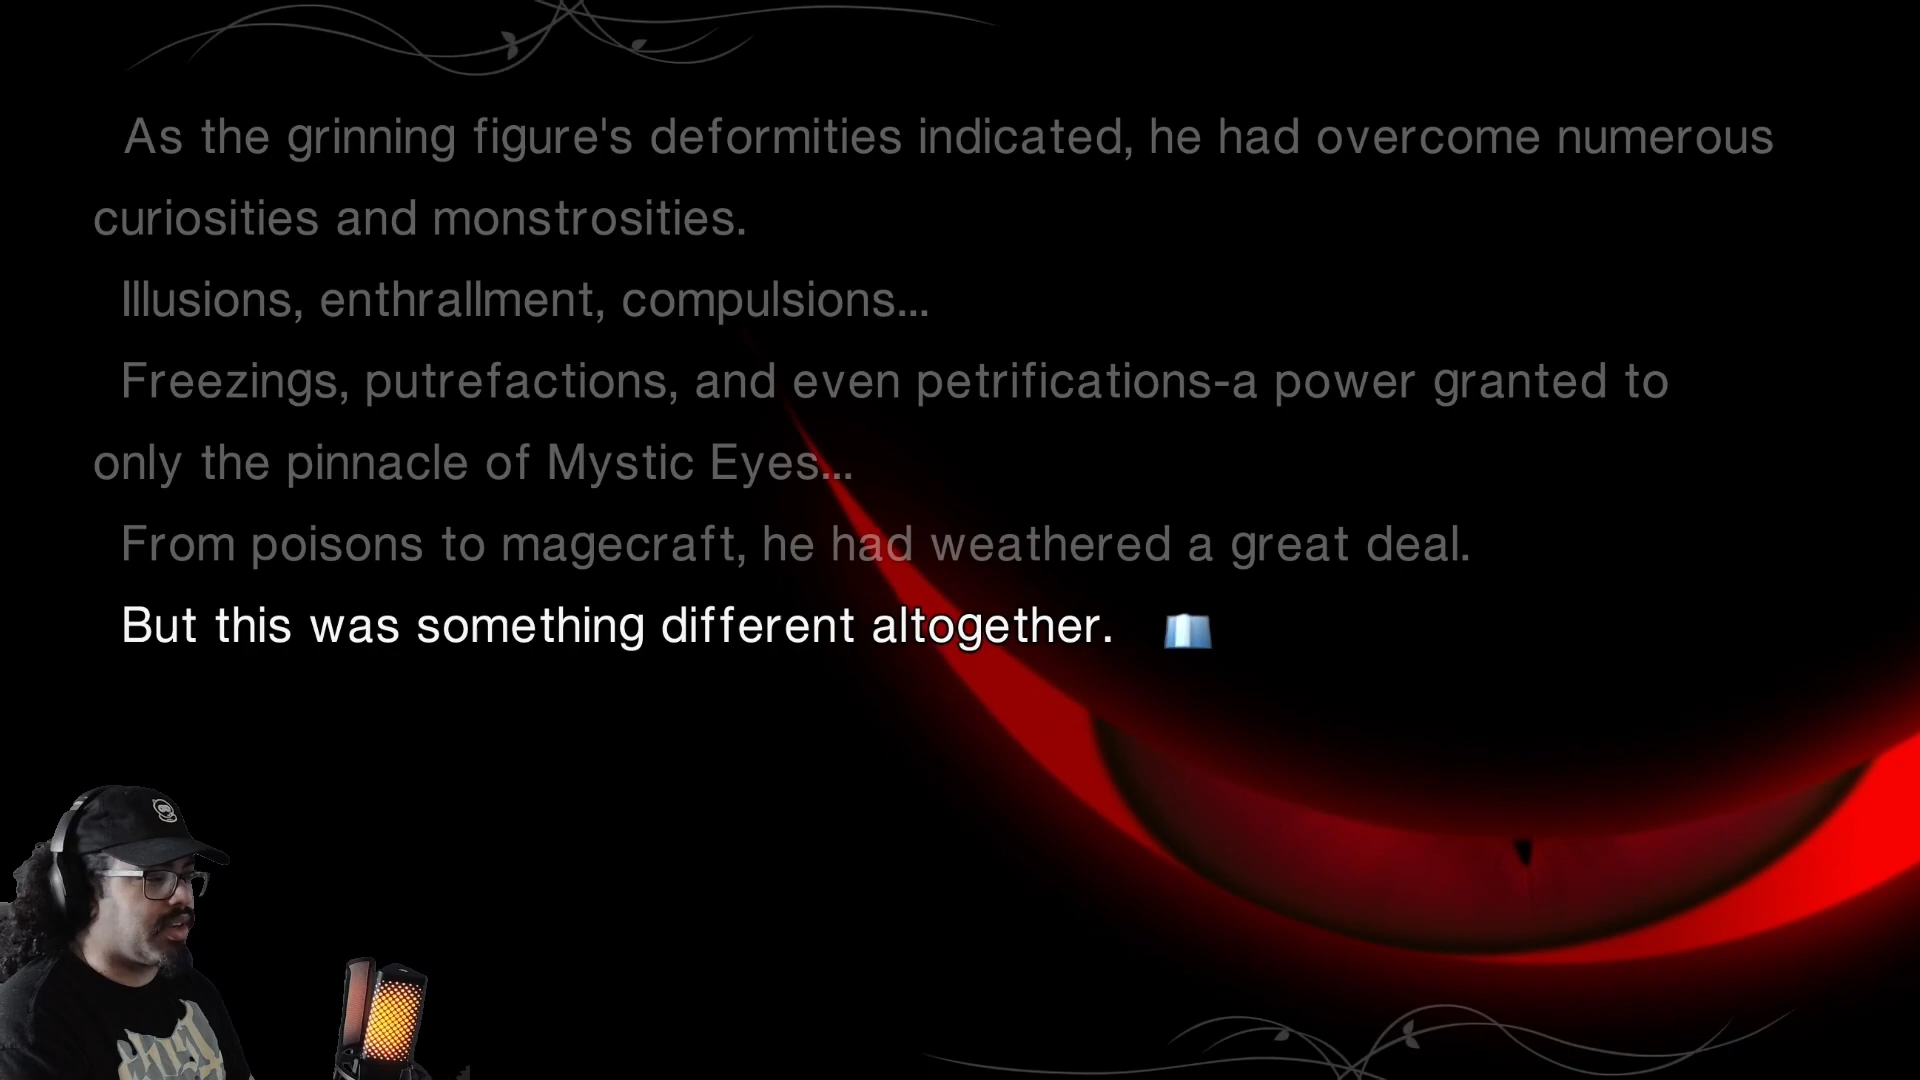 As the grinning figure's deformities indicated, he had overcome numerous
curiosities and monstrosities.
Illusions, enthrallment, compulsions...
Freezings, putrefactions, and even petrifications-a power granted to
only the pinnacle of Mystic Eyes...
From poisons to magecraft, he had weathered a great deal.
But this was something different altogether.